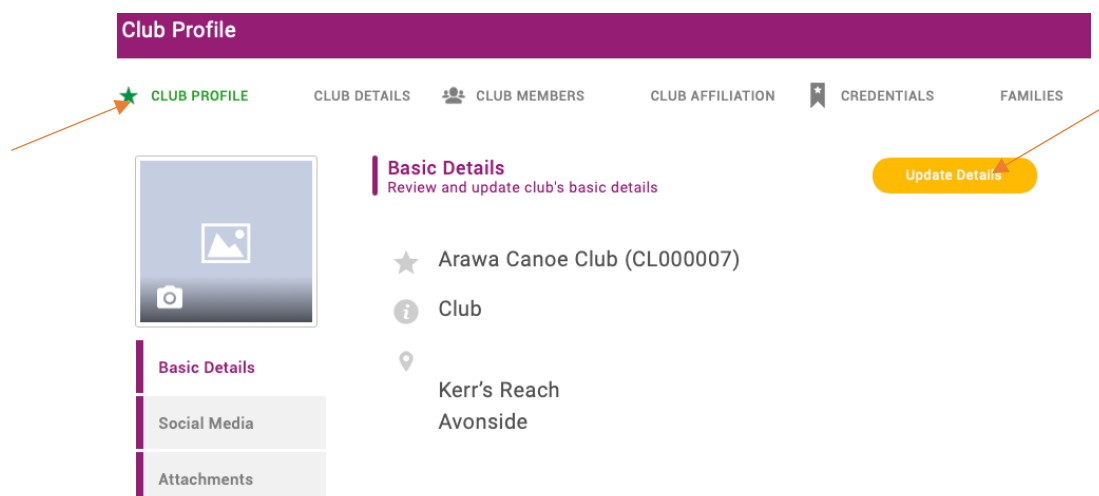 Club Profile
CLUB PROFILE CLUB DETAILS CLUB MEMBERS CLUB AFFILIATION CREDENTIALS FAMILIES
Basic Details
Review and update club's basic details
Update Details
Arawa Canoe Club (CL000007)
Club
Kerr’s Reach
Avonside
Basic Details
Social Media
Attachments